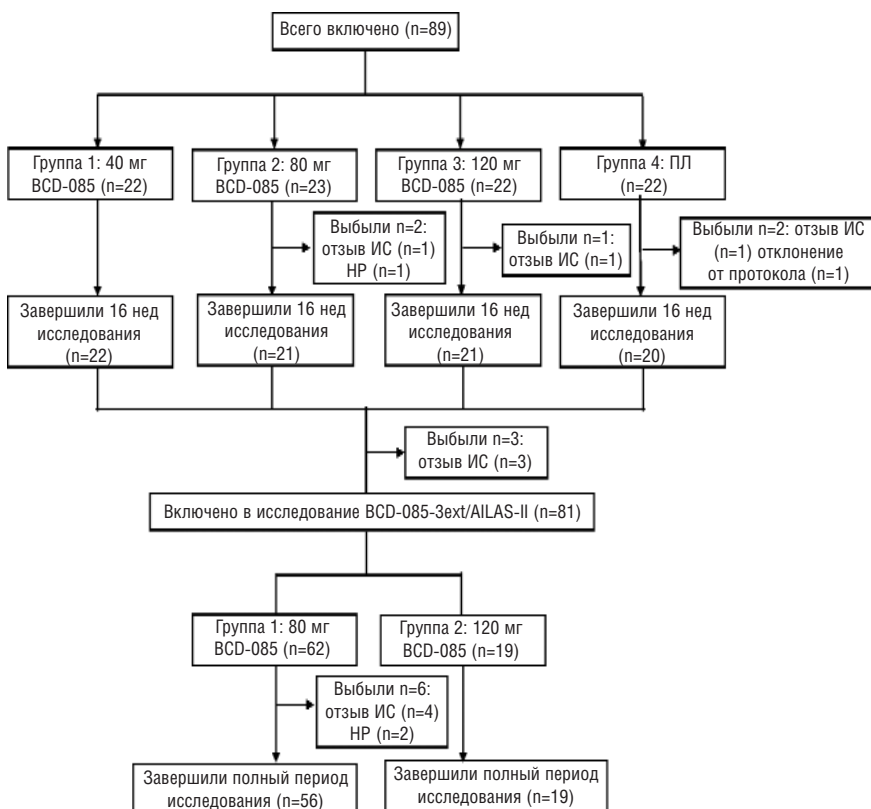 Всего включено (n=89)
Группа 1: 40 мг
BCD-085 (n=22)
Группа 2: 80 мг
BCD-085 (n=23)
Группа 3: 120 мг
BCD-085 (n=22)
Группа 4: ПЛ
(n=22)
Выбыли n=2:
отзыв ИС (n=1)
НР (n=1)
Выбыли n=1:
отзыв ИС (n=1)
Выбыли n=2: отзыв ИС
(n=1) отклонение
от протокола (n=1)
Завершили 16 нед
исследования
(n=22)
Завершили 16 нед
исследования
(n=21)
Завершили 16 нед
исследования
(n=21)
Завершили 16 нед
исследования
(n=20)
Выбыли n=3:
отзыв ИС (n=3)
Включено в исследование BCD-085-3ext/AILAS-II (n=81)
Группа 1: 80 мг
BCD-085 (n=62)
Группа 2: 120 мг
BCD-085 (n=19)
Выбыли n=6:
отзыв ИС (n=4)
НР (n=2)
Завершили полный период
исследования (n=56)
Завершили полный период
исследования (n=19)